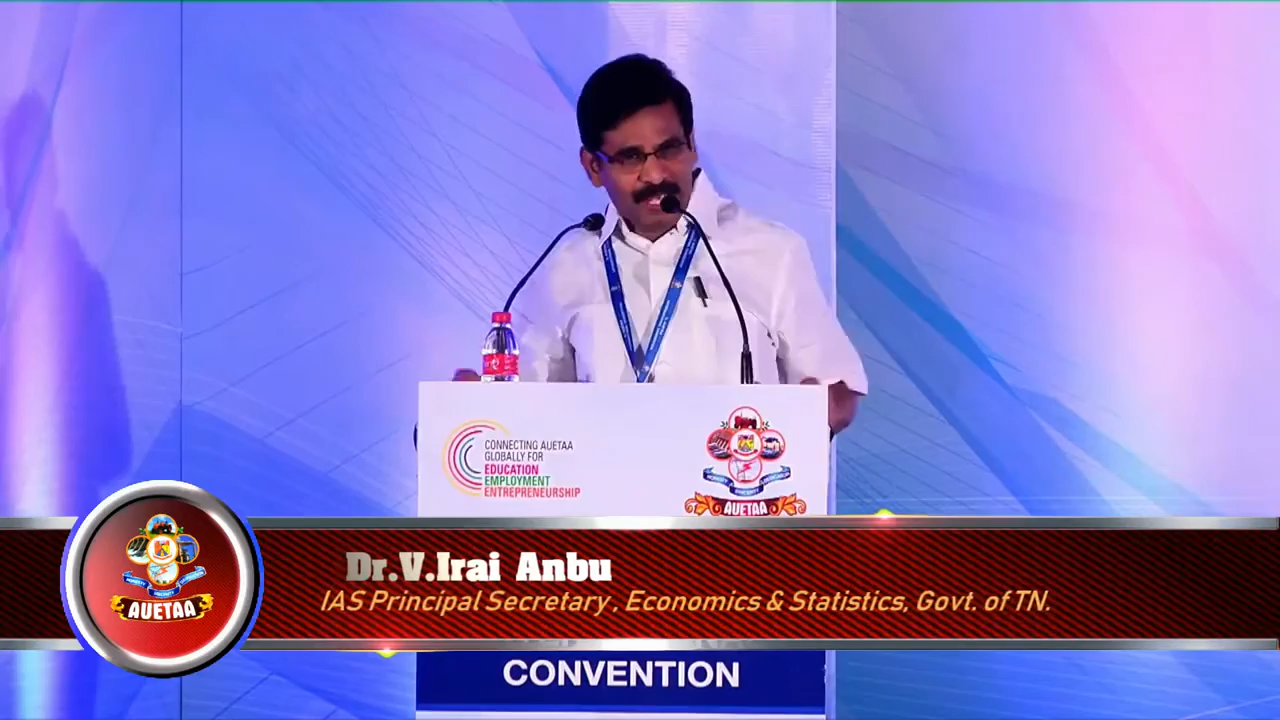 CONNECTING AUETAA
GLOBALLY FOR
EDUCATION
EMPLOYMENT
ENTREPRENEURSHIP
AUETAA
Dr.V.Irai Anbu
IAS Principal Secretary, Economics & Statistics, Govt. of TN.
AUETAA
CONVENTION